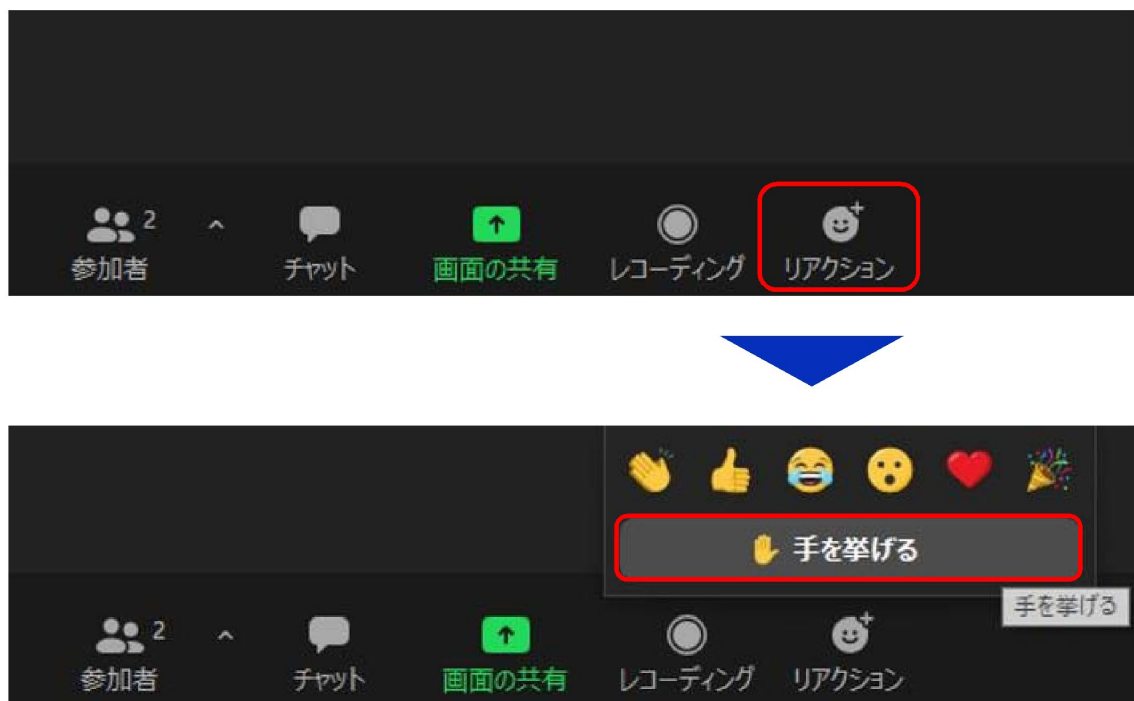 2
参加者
チャット
画面の共有
レコーディング
リアクション
手を挙げる
手を挙げる
2
参加者
チャット
画面の共有
レコーディング
リアクション